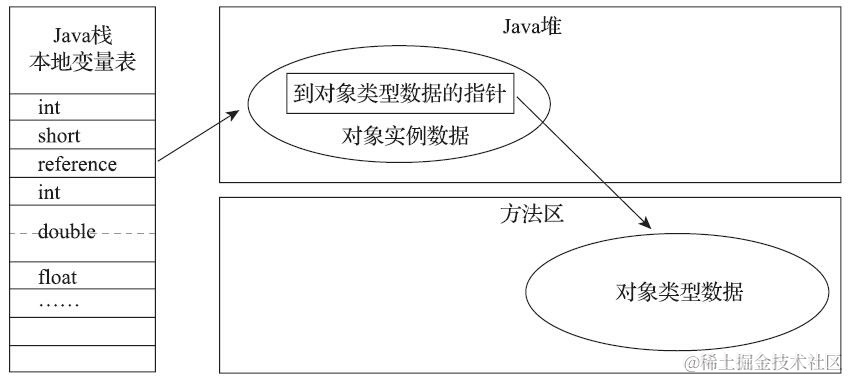 Java栈
本地变量表
int
short
reference
int
double
float
……
Java堆
到对象类型数据的指针
对象实例数据
方法区
对象类型数据
@稀土掘金技术社区